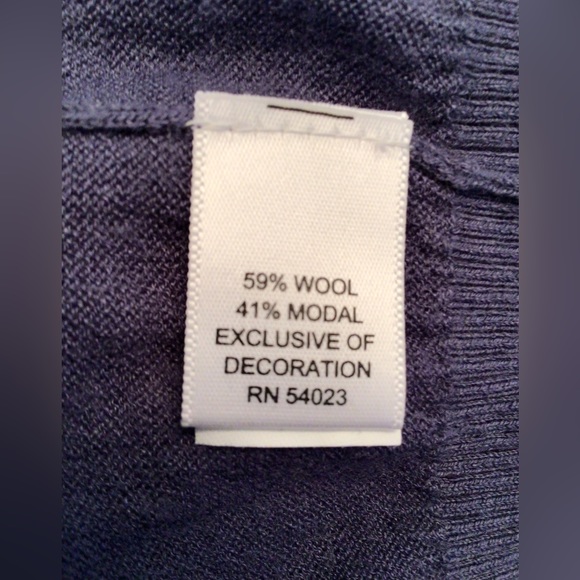 59% WOOL
41% MODAL
EXCLUSIVE OF
DECORATION
RN 54023